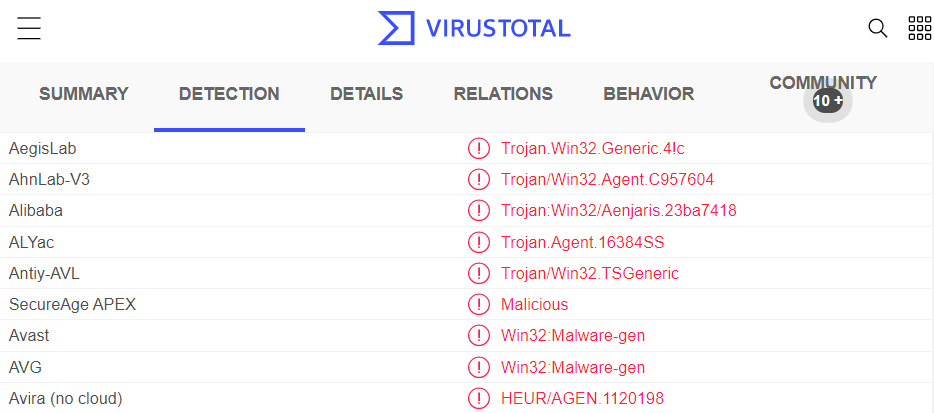 VIRUSTOTAL
SUMMARY DETECTION DETAILS RELATIONS BEHAVIOR COMMUNITY
10 +
AegisLab Trojan.Win32.Generic.4!c
AhnLab-V3 Trojan/Win32.Agent.C957604
Alibaba Trojan:Win32/Aenjaris.23ba7418
ALYac Trojan.Agent.16384SS
Antiy-AVL Trojan/Win32.TSGeneric
SecureAge APEX Malicious
Avast Win32:Malware-gen
AVG Win32:Malware-gen
Avira (no cloud) HEUR/AGEN.1120198